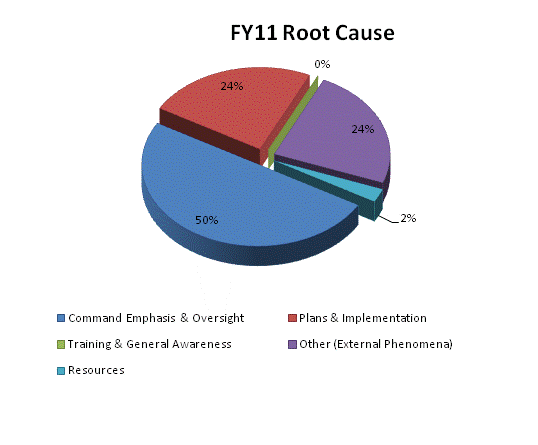 FY11 Root Cause
0%
24%
24%
50%
2%
Command Emphasis & Oversight
Plans & Implementation
Training & General Awareness
Other (External Phenomena)
Resources